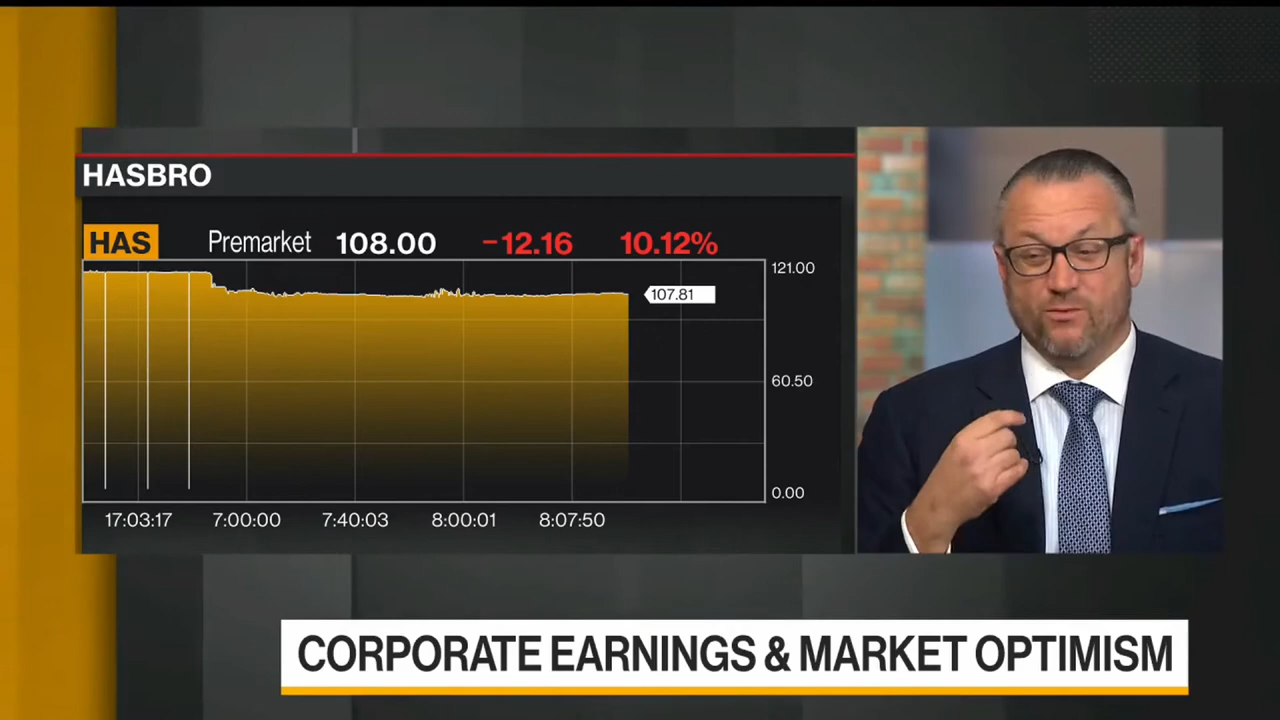 HASBRO
HAS Premarket 108.00 −12.16 10.12%
121.00
107.81
60.50
0.00
17:03:17 7:00:00 7:40:03 8:00:01 8:07:50
CORPORATE EARNINGS & MARKET OPTIMISM